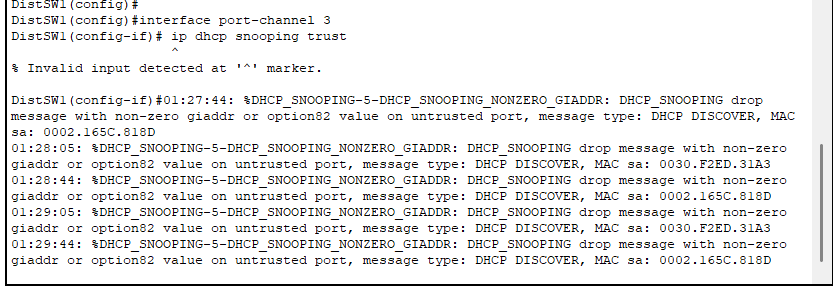 DistSW1(config)#
DistSW1(config)#interface port-channel 3
DistSW1(config-if)# ip dhcp snooping trust
^
% Invalid input detected at '^' marker.
DistSW1(config-if)#01:27:44: %DHCP_SNOOPING-5-DHCP_SNOOPING_NONZERO_GIADDR: DHCP_SNOOPING drop
message with non-zero giaddr or option82 value on untrusted port, message type: DHCP DISCOVER, MAC
sa: 0002.165C.818D
01:28:05: %DHCP_SNOOPING-5-DHCP_SNOOPING_NONZERO_GIADDR: DHCP_SNOOPING drop message with non-zero
giaddr or option82 value on untrusted port, message type: DHCP DISCOVER, MAC sa: 0030.F2ED.31A3
01:28:44: %DHCP_SNOOPING-5-DHCP_SNOOPING_NONZERO_GIADDR: DHCP_SNOOPING drop message with non-zero
giaddr or option82 value on untrusted port, message type: DHCP DISCOVER, MAC sa: 0002.165C.818D
01:29:05: %DHCP_SNOOPING-5-DHCP_SNOOPING_NONZERO_GIADDR: DHCP_SNOOPING drop message with non-zero
giaddr or option82 value on untrusted port, message type: DHCP DISCOVER, MAC sa: 0030.F2ED.31A3
01:29:44: %DHCP_SNOOPING-5-DHCP_SNOOPING_NONZERO_GIADDR: DHCP_SNOOPING drop message with non-zero
giaddr or option82 value on untrusted port, message type: DHCP DISCOVER, MAC sa: 0002.165C.818D